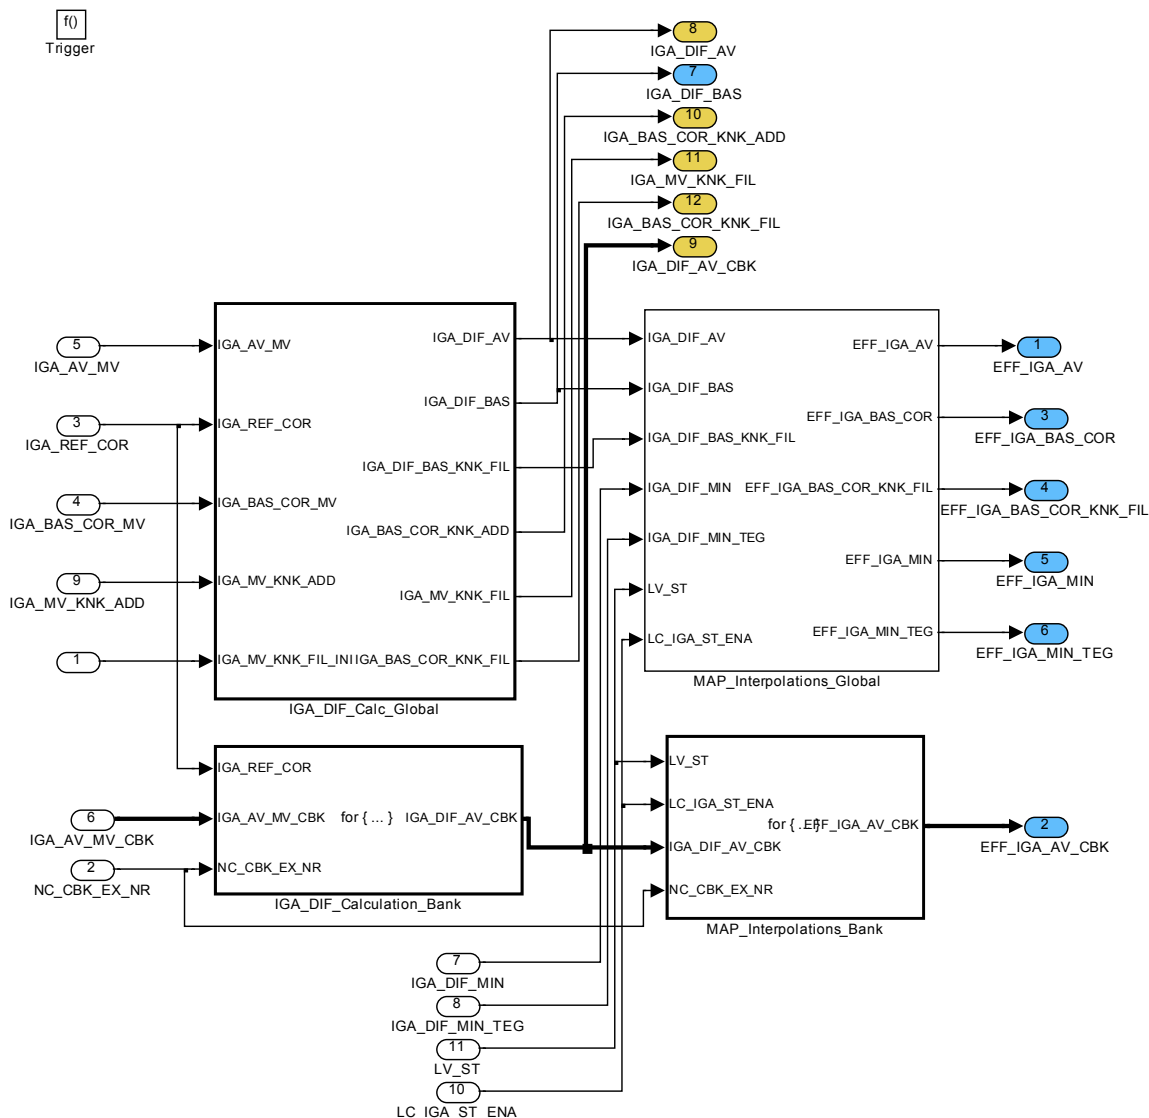 f()
Trigger
8
IGA_DIF_AV
7
IGA_DIF_BAS
10
IGA_BAS_COR_KNK_ADD
11
IGA_MV_KNK_FIL
12
IGA_BAS_COR_KNK_FIL
9
IGA_DIF_AV_CBK
5
IGA_AV_MV
3
IGA_REF_COR
4
IGA_BAS_COR_MV
9
IGA_MV_KNK_ADD
1
IGA_AV_MV
IGA_REF_COR
IGA_BAS_COR_MV
IGA_MV_KNK_ADD
IGA_MV_KNK_FIL_INI
IGA_DIF_AV
IGA_DIF_BAS
IGA_DIF_BAS_KNK_FIL
IGA_BAS_COR_KNK_ADD
IGA_MV_KNK_FIL
IGA_BAS_COR_KNK_FIL
IGA_DIF_Calc_Global
IGA_DIF_AV
IGA_DIF_BAS
IGA_DIF_BAS_KNK_FIL
IGA_DIF_MIN
IGA_DIF_MIN_TEG
LV_ST
LC_IGA_ST_ENA
EFF_IGA_AV
EFF_IGA_BAS_COR
EFF_IGA_BAS_COR_KNK_FIL
EFF_IGA_MIN
EFF_IGA_MIN_TEG
MAP_Interpolations_Global
1
EFF_IGA_AV
3
EFF_IGA_BAS_COR
4
EFF_IGA_BAS_COR_KNK_FIL
5
EFF_IGA_MIN
6
EFF_IGA_MIN_TEG
6
IGA_AV_MV_CBK
2
NC_CBK_EX_NR
IGA_REF_COR
IGA_AV_MV_CBK
for { ... }
IGA_DIF_AV_CBK
NC_CBK_EX_NR
IGA_DIF_Calculation_Bank
LV_ST
LC_IGA_ST_ENA
for { ... }
EFF_IGA_AV_CBK
IGA_DIF_AV_CBK
NC_CBK_EX_NR
MAP_Interpolations_Bank
2
EFF_IGA_AV_CBK
7
IGA_DIF_MIN
8
IGA_DIF_MIN_TEG
11
LV_ST
10
LC_IGA_ST_ENA